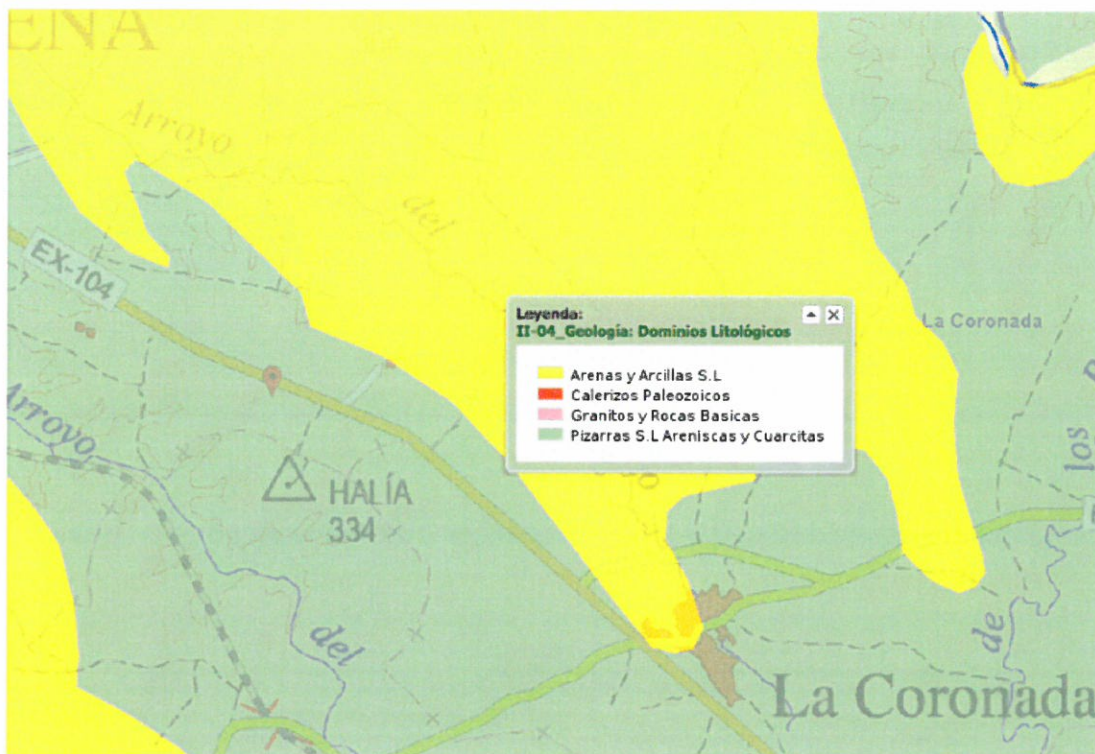 ENA
Arroyo
del
EX-104
Leyenda:
II-04_Geología: Dominios Litológicos
Arenas y Arcillas S.L
Calerizos Paleozoicos
Granitos y Rocas Basicas
Pizarras S.L Areniscas y Cuarcitas
La Coronada
Arroyo
HALÍA
334
los
del
de
La Coronada